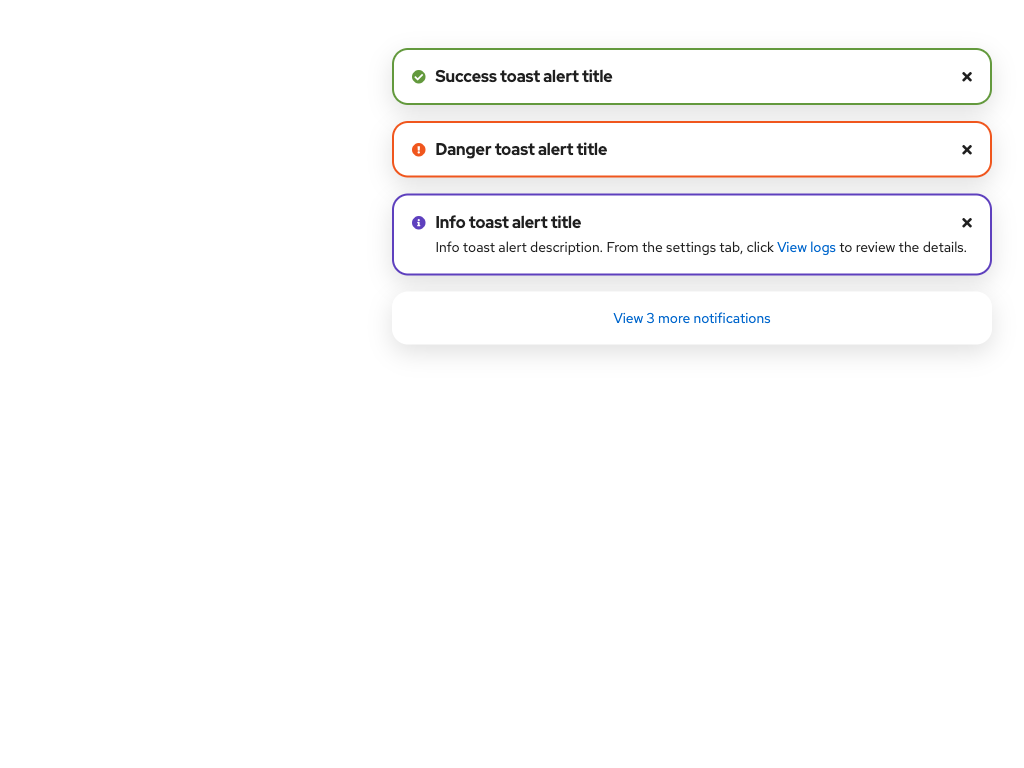 Success toast alert title
Danger toast alert title
Info toast alert title
Info toast alert description. From the settings tab, click View logs to review the details.
View 3 more notifications